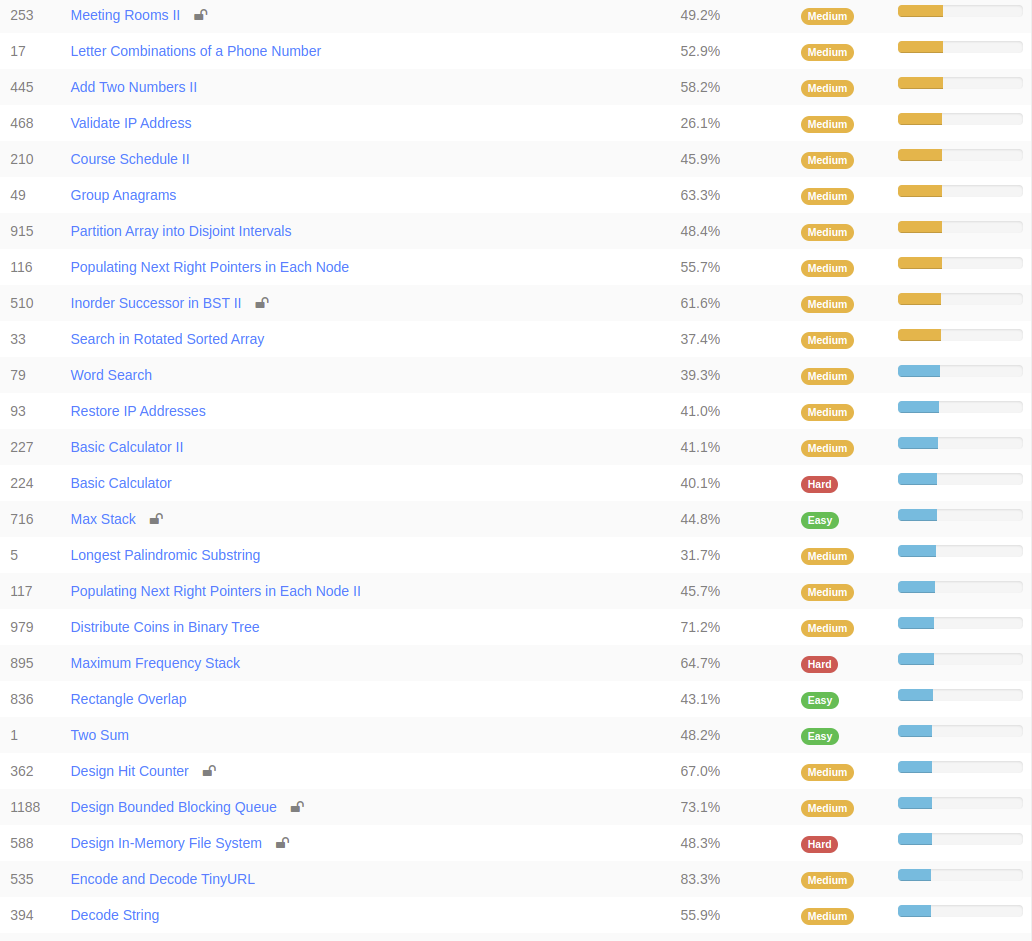 253 Meeting Rooms II 49.2% Medium
17 Letter Combinations of a Phone Number 52.9% Medium
445 Add Two Numbers II 58.2% Medium
468 Validate IP Address 26.1% Medium
210 Course Schedule II 45.9% Medium
49 Group Anagrams 63.3% Medium
915 Partition Array into Disjoint Intervals 48.4% Medium
116 Populating Next Right Pointers in Each Node 55.7% Medium
510 Inorder Successor in BST II 61.6% Medium
33 Search in Rotated Sorted Array 37.4% Medium
79 Word Search 39.3% Medium
93 Restore IP Addresses 41.0% Medium
227 Basic Calculator II 41.1% Medium
224 Basic Calculator 40.1% Hard
716 Max Stack 44.8% Easy
5 Longest Palindromic Substring 31.7% Medium
117 Populating Next Right Pointers in Each Node II 45.7% Medium
979 Distribute Coins in Binary Tree 71.2% Medium
895 Maximum Frequency Stack 64.7% Hard
836 Rectangle Overlap 43.1% Easy
1 Two Sum 48.2% Easy
362 Design Hit Counter 67.0% Medium
1188 Design Bounded Blocking Queue 73.1% Medium
588 Design In-Memory File System 48.3% Hard
535 Encode and Decode TinyURL 83.3% Medium
394 Decode String 55.9% Medium